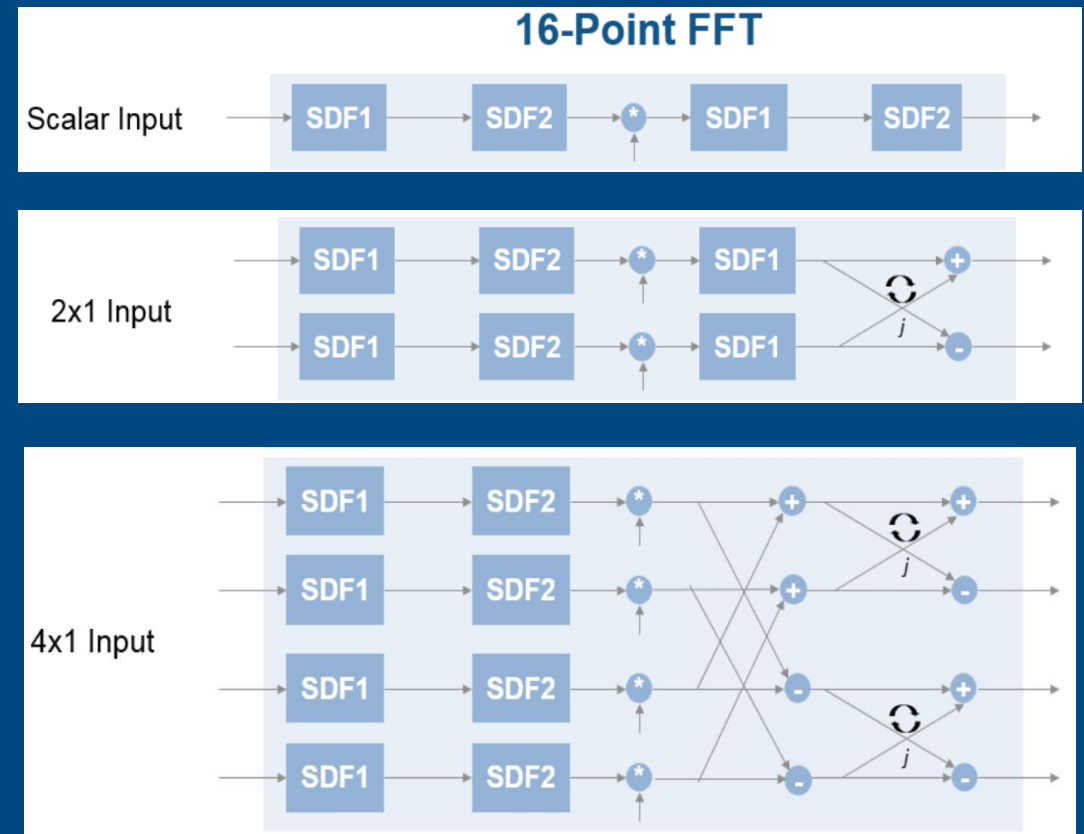 16-Point FFT
Scalar Input
SDF1 SDF2 * SDF1 SDF2
2x1 Input
SDF1 SDF2 * SDF1 +
j
SDF1 SDF2 * SDF1 -
4x1 Input
SDF1 SDF2 * + +
j
SDF1 SDF2 * + -
SDF1 SDF2 * - +
j
SDF1 SDF2 * - -